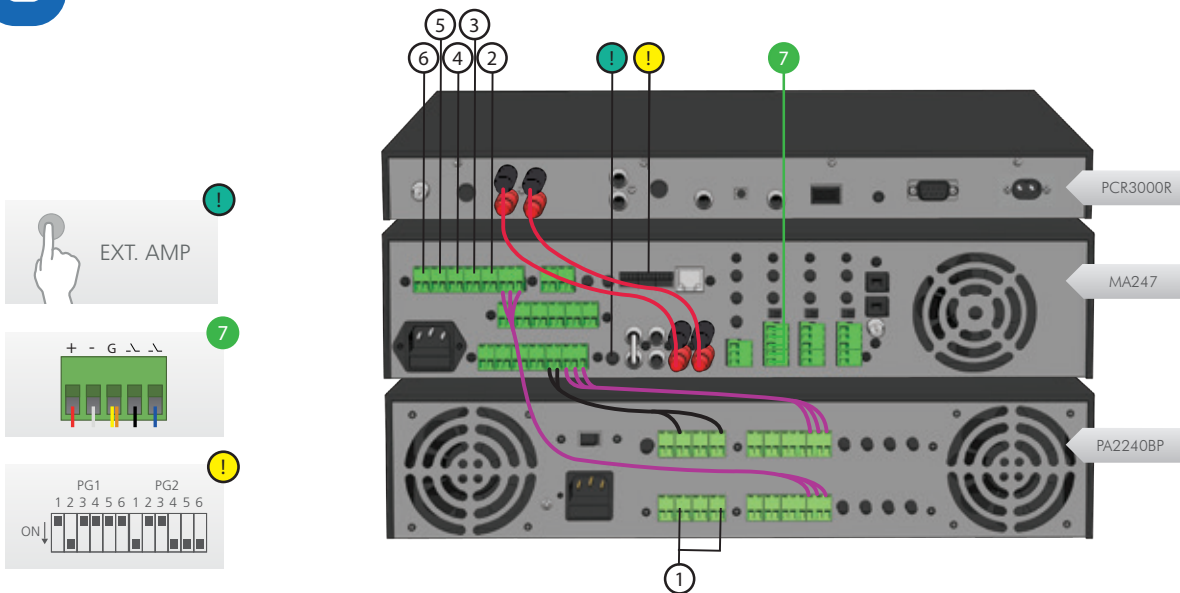 5 3
6 4 2 ! ! 7
PCR3000R
!
EXT. AMP
MA247
7
+ - G
PA2240BP
!
PG1 PG2
1 2 3 4 5 6 1 2 3 4 5 6
ON
1